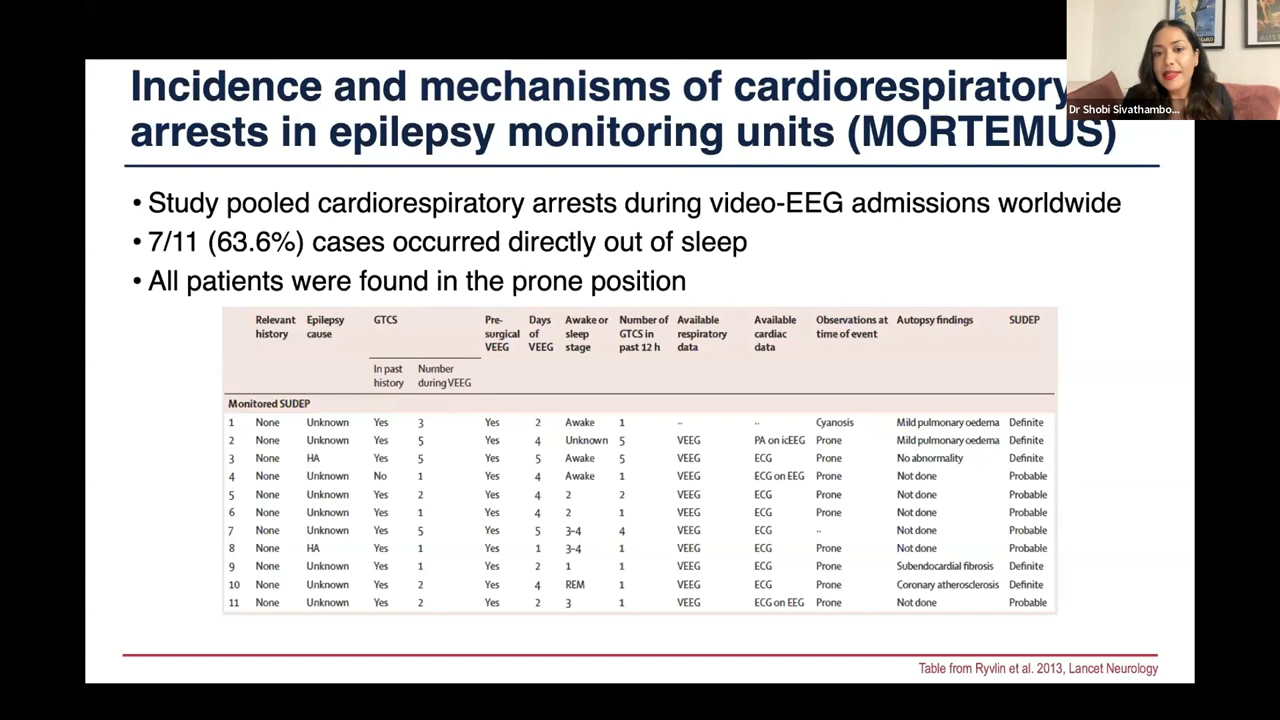 Incidence and mechanisms of cardiorespiratory
arrests in epilepsy monitoring units (MORTEMUS)
Dr Shobi Sivathambo...
• Study pooled cardiorespiratory arrests during video-EEG admissions worldwide
• 7/11 (63.6%) cases occurred directly out of sleep
• All patients were found in the prone position
Relevant history Epilepsy cause GTCS Pre-surgical VEEG Days of VEEG Awake or sleep stage Number of GTCS in past 12 h Available respiratory data Available cardiac data Observations at time of event Autopsy findings SUDEP
In past history Number during VEEG
Monitored SUDEP
1 None Unknown Yes 3 Yes 2 Awake 1 .. .. Cyanosis Mild pulmonary oedema Definite
2 None Unknown Yes 5 Yes 4 Unknown 5 VEEG PA on icEEG Prone Mild pulmonary oedema Definite
3 None HA Yes 5 Yes 5 Awake 5 VEEG ECG Prone No abnormality Definite
4 None Unknown No 1 Yes 4 Awake 1 VEEG ECG on EEG Prone Not done Probable
5 None Unknown Yes 2 Yes 4 2 2 VEEG ECG Prone Not done Probable
6 None Unknown Yes 1 Yes 4 2 1 VEEG ECG Prone Not done Probable
7 None Unknown Yes 5 Yes 5 3-4 4 VEEG ECG .. Not done Probable
8 None HA Yes 1 Yes 1 3-4 1 VEEG ECG Prone Not done Probable
9 None Unknown Yes 1 Yes 2 1 1 VEEG ECG Prone Subendocardial fibrosis Definite
10 None Unknown Yes 2 Yes 4 REM 1 VEEG ECG Prone Coronary atherosclerosis Definite
11 None Unknown Yes 2 Yes 2 3 1 VEEG ECG on EEG Prone Not done Probable
Table from Ryvlin et al. 2013, Lancet Neurology